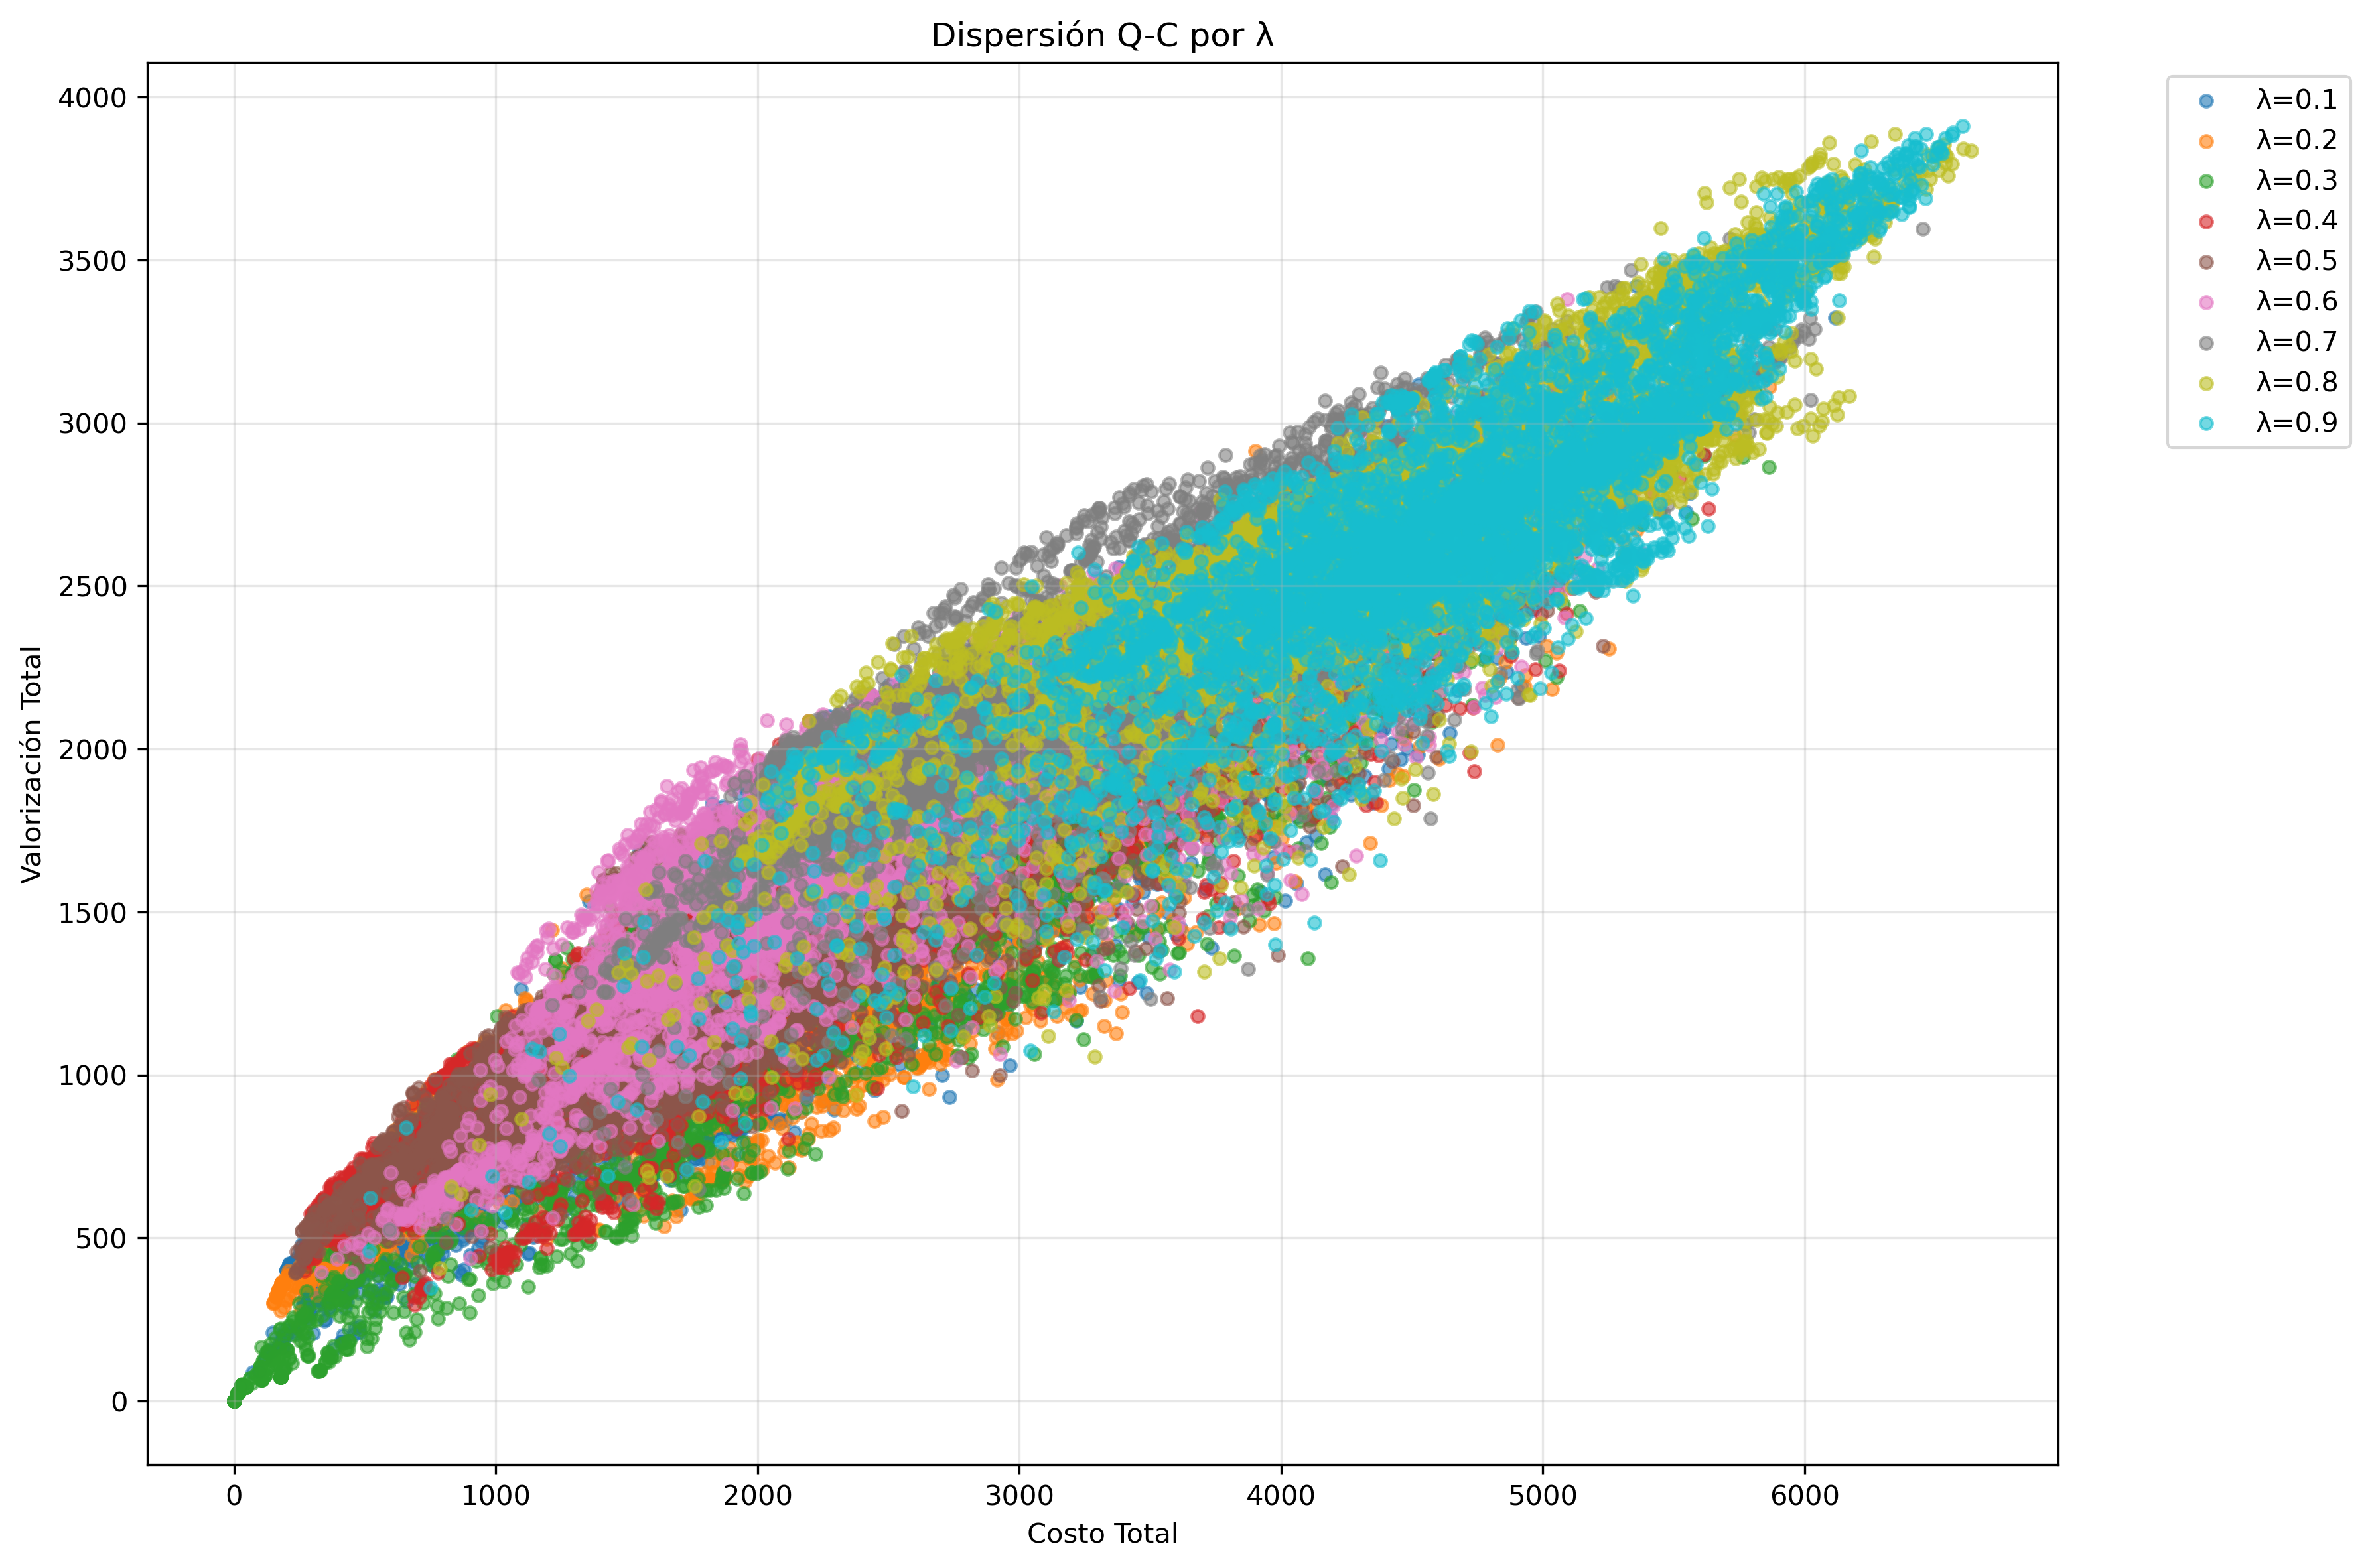 Dispersión Q-C por λ
4000
3500
3000
2500
2000
1500
1000
500
0
Valorización Total
0 1000 2000 3000 4000 5000 6000
Costo Total
λ=0.1
λ=0.2
λ=0.3
λ=0.4
λ=0.5
λ=0.6
λ=0.7
λ=0.8
λ=0.9